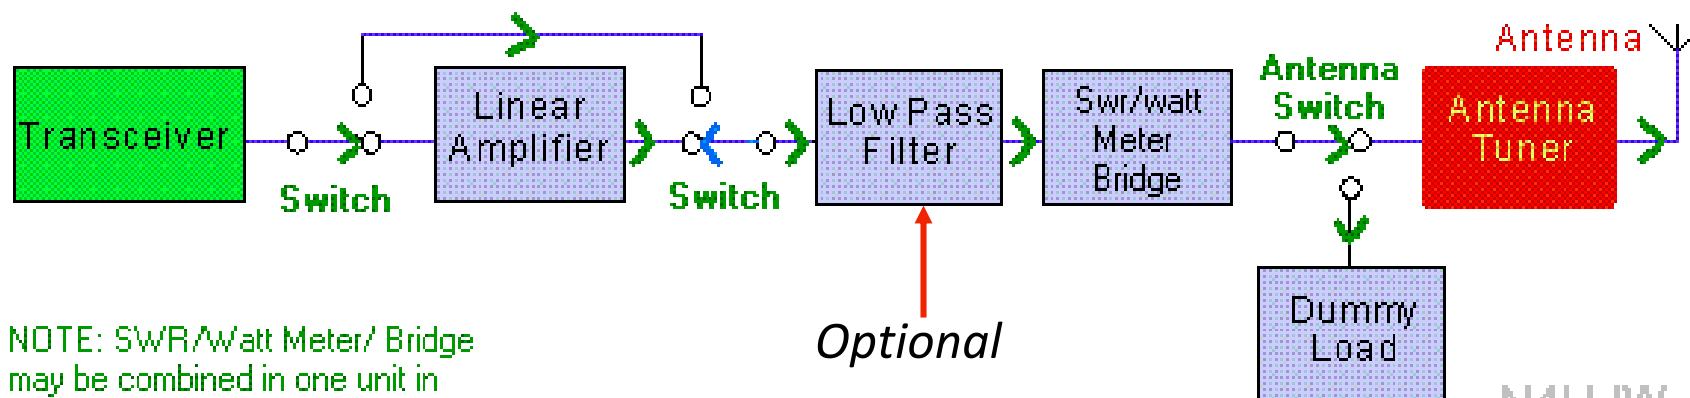 Antenna
Transceiver
Linear
Amplifier
Low Pass
Filter
Swr/watt
Meter
Bridge
Antenna
Switch
Antenna
Tuner
Switch
Switch
Optional
Dummy
Load
NOTE: SWR/Watt Meter/ Bridge
may be combined in one unit in